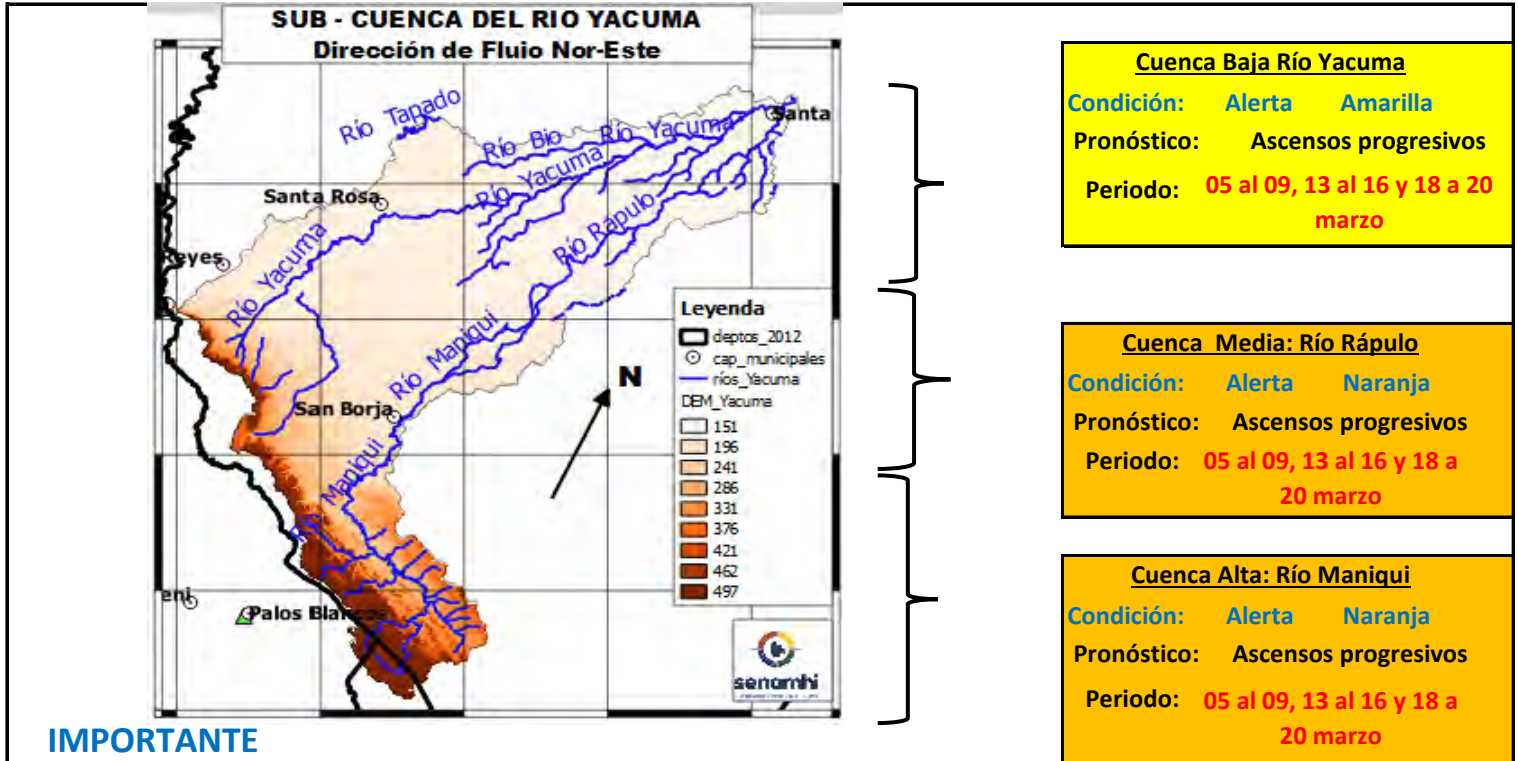 SUB - CUENCA DEL RIO YACUMA
Dirección de Fluio Nor-Este
Río Tapado
Río Bio
Río Yacuma
Santa
Río Yacuma
Santa Rosa
Río Rápulo
Reyes
Río Yacuma
Río Maniqui
San Borja
Río Maniqui
eni
Palos Blancos
N
Leyenda
deptos_2012
cap_municipales
ríos_Yacuma
DEM_Yacuma
151
196
241
286
331
376
421
462
497
senamhi
Cuenca Baja Río Yacuma
Condición: Alerta Amarilla
Pronóstico: Ascensos progresivos
Periodo: 05 al 09, 13 al 16 y 18 a 20
marzo
Cuenca Media: Río Rápulo
Condición: Alerta Naranja
Pronóstico: Ascensos progresivos
Periodo: 05 al 09, 13 al 16 y 18 a
20 marzo
Cuenca Alta: Río Maniqui
Condición: Alerta Naranja
Pronóstico: Ascensos progresivos
Periodo: 05 al 09, 13 al 16 y 18 a
20 marzo
IMPORTANTE